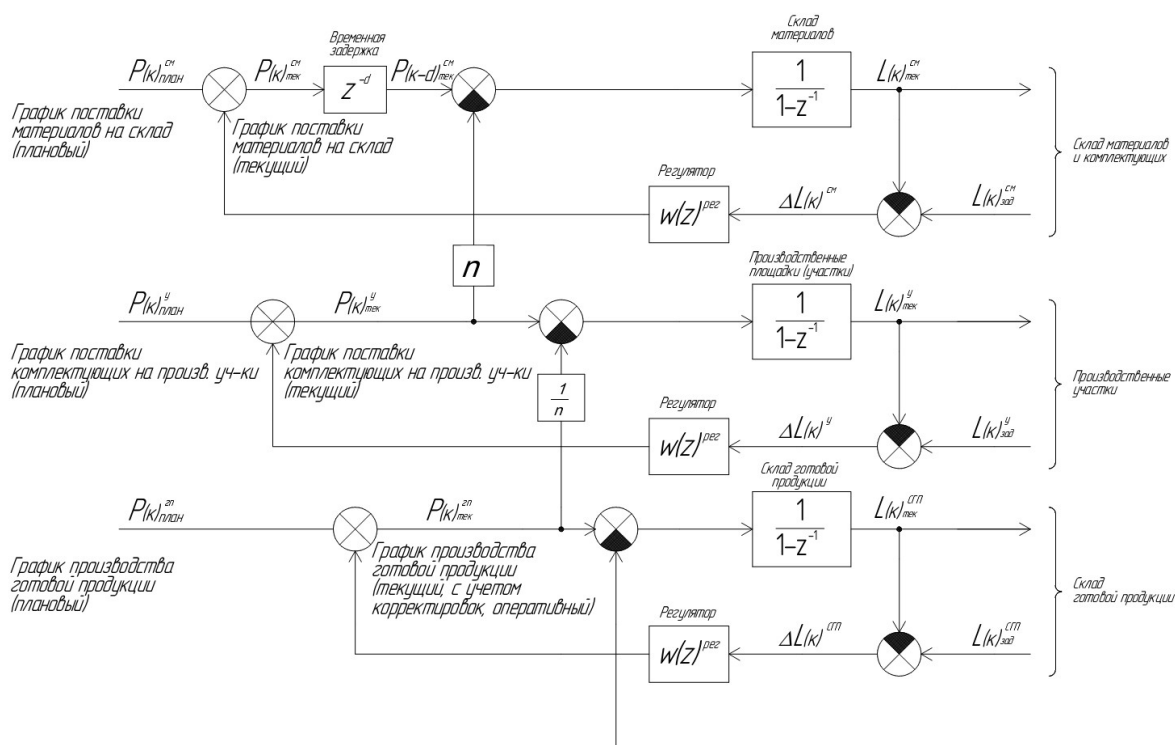 Временная
задержка
Склад
материалов
P(к)план см
P(к)тек см
z^-d
P(к-d)тек см
1
1-z^-1
L(к)тек см
График поставки
материалов на склад
(плановый)
График поставки
материалов на склад
(текущий)
Склад материалов
и комплектующих
Регулятор
w(z)^рег
ΔL(к)^см
L(к)зад см
n
Производственные
площадки (участки)
P(к)план у
P(к)тек у
1
1-z^-1
L(к)тек у
График поставки
комплектующих на произв. уч-ки
(плановый)
График поставки
комплектующих на произв. уч-ки
(текущий)
Производственные
участки
1
n
Регулятор
w(z)^рег
ΔL(к)^у
L(к)зад у
Склад готовой
продукции
P(к)план гп
P(к)тек гп
1
1-z^-1
L(к)тек сгп
График производства
готовой продукции
(плановый)
График производства
готовой продукции
(текущий, с учетом
корректировок, оперативный)
Склад
готовой продукции
Регулятор
w(z)^рег
ΔL(к)^сгп
L(к)зад сгп